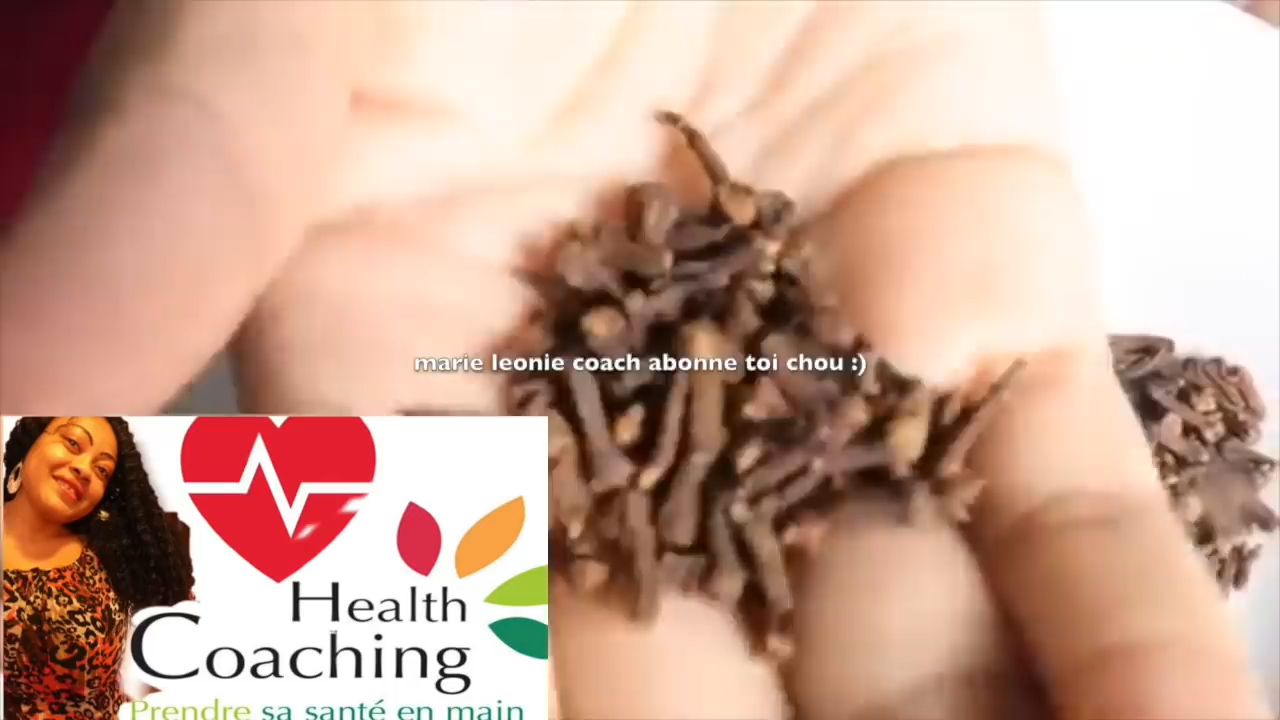 marie leonie coach abonne toi chou :)
Health
Coaching
Prendre sa santé en main